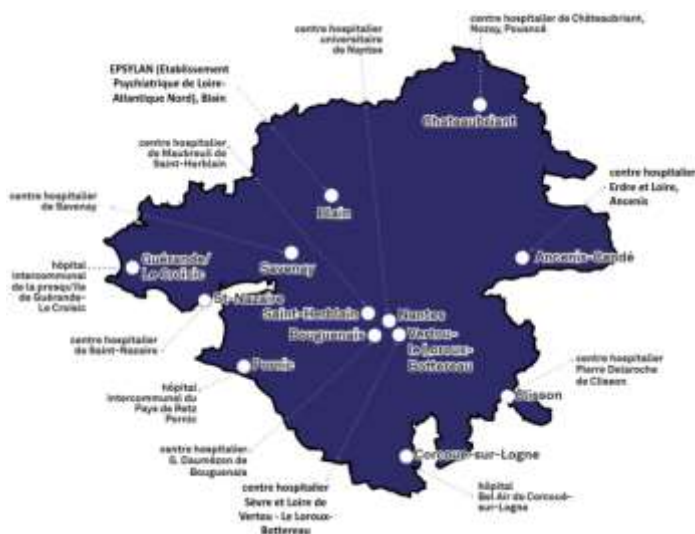 centre hospitalier
universitaire
de Nantes
centre hospitalier de Châteaubriant,
Nozay, Pouancé
EPSYLAN (Etablissement
Psychiatrique de Loire-
Atlantique Nord), Blain
Chateaubriant
centre hospitalier
de Maubreuil de
Saint-Herblain
centre hospitalier
Erdre et Loire,
Ancenis
centre hospitalier
de Savenay
Blain
Guérande/
Le Croisic
Savenay
Ancenis-Candé
hôpital
intercommunal
de la presqu'île de
Guérande-
Le Croisic
St-Nazaire
Saint-Herblain
Nantes
Bouguenais
Vertou-
le Loroux-
Bottereau
centre hospitalier
de Saint-Nazaire
Pornic
centre hospitalier
Pierre Delaroche
de Clisson
hôpital
intercommunal du
Pays de Retz
Pornic
Clisson
centre hospitalier
G. Daumézon de
Bouguenais
Corcoué-sur-Logne
centre hospitalier
Sèvre et Loire de
Vertou - Le Loroux-
Bottereau
hôpital
Bel Air de Corcoué-
sur-Logne